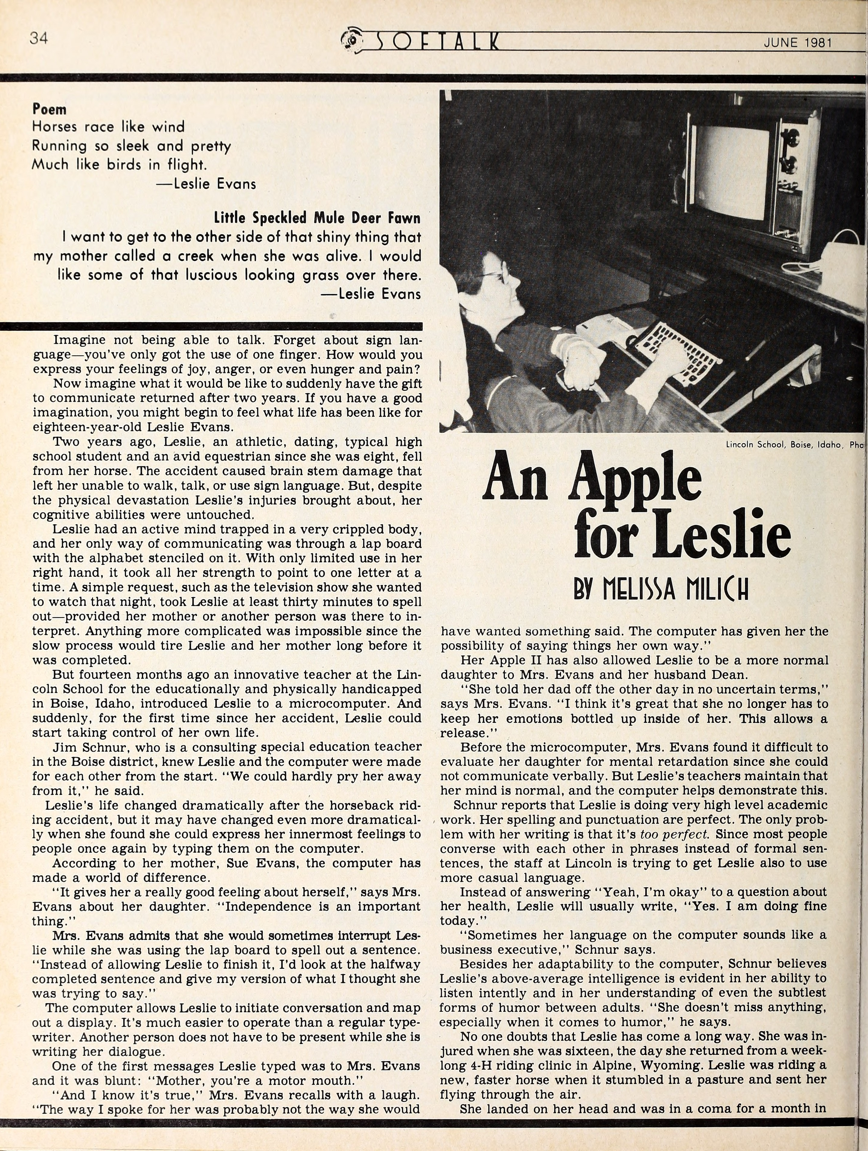 34
SOFTALK
JUNE 1981
Poem
Horses race like wind
Running so sleek and pretty
Much like birds in flight.
—Leslie Evans
Little Speckled Mule Deer Fawn
I want to get to the other side of that shiny thing that
my mother called a creek when she was alive. I would
like some of that luscious looking grass over there.
—Leslie Evans
Imagine not being able to talk. Forget about sign lan-
guage—you've only got the use of one finger. How would you
express your feelings of joy, anger, or even hunger and pain?
Now imagine what it would be like to suddenly have the gift
to communicate returned after two years. If you have a good
imagination, you might begin to feel what life has been like for
eighteen-year-old Leslie Evans.
Two years ago, Leslie, an athletic, dating, typical high
school student and an avid equestrian since she was eight, fell
from her horse. The accident caused brain stem damage that
left her unable to walk, talk, or use sign language. But, despite
the physical devastation Leslie's injuries brought about, her
cognitive abilities were untouched.
Leslie had an active mind trapped in a very crippled body,
and her only way of communicating was through a lap board
with the alphabet stenciled on it. With only limited use in her
right hand, it took all her strength to point to one letter at a
time. A simple request, such as the television show she wanted
to watch that night, took Leslie at least thirty minutes to spell
out—provided her mother or another person was there to in-
terpret. Anything more complicated was impossible since the
slow process would tire Leslie and her mother long before it
was completed.
But fourteen months ago an innovative teacher at the Lin-
coln School for the educationally and physically handicapped
in Boise, Idaho, introduced Leslie to a microcomputer. And
suddenly, for the first time since her accident, Leslie could
start taking control of her own life.
Jim Schnur, who is a consulting special education teacher
in the Boise district, knew Leslie and the computer were made
for each other from the start. "We could hardly pry her away
from it," he said.
Leslie's life changed dramatically after the horseback rid-
ing accident, but it may have changed even more dramatical-
ly when she found she could express her innermost feelings to
people once again by typing them on the computer.
According to her mother, Sue Evans, the computer has
made a world of difference.
"It gives her a really good feeling about herself," says Mrs.
Evans about her daughter. "Independence is an important
thing."
Mrs. Evans admits that she would sometimes interrupt Les-
lie while she was using the lap board to spell out a sentence.
"Instead of allowing Leslie to finish it, I'd look at the halfway
completed sentence and give my version of what I thought she
was trying to say."
The computer allows Leslie to initiate conversation and map
out a display. It's much easier to operate than a regular type-
writer. Another person does not have to be present while she is
writing her dialogue.
One of the first messages Leslie typed was to Mrs. Evans
and it was blunt: "Mother, you're a motor mouth."
"And I know it's true," Mrs. Evans recalls with a laugh.
"The way I spoke for her was probably not the way she would
Lincoln School, Boise, Idaho, Pho
An Apple
for Leslie
BY MELISSA MILICH
have wanted something said. The computer has given her the
possibility of saying things her own way."
Her Apple II has also allowed Leslie to be a more normal
daughter to Mrs. Evans and her husband Dean.
"She told her dad off the other day in no uncertain terms,"
says Mrs. Evans. "I think it's great that she no longer has to
keep her emotions bottled up inside of her. This allows a
release."
Before the microcomputer, Mrs. Evans found it difficult to
evaluate her daughter for mental retardation since she could
not communicate verbally. But Leslie's teachers maintain that
her mind is normal, and the computer helps demonstrate this.
Schnur reports that Leslie is doing very high level academic
work. Her spelling and punctuation are perfect. The only prob-
lem with her writing is that it's too perfect. Since most people
converse with each other in phrases instead of formal sen-
tences, the staff at Lincoln is trying to get Leslie also to use
more casual language.
Instead of answering "Yeah, I'm okay" to a question about
her health, Leslie will usually write, "Yes. I am doing fine
today."
"Sometimes her language on the computer sounds like a
business executive," Schnur says.
Besides her adaptability to the computer, Schnur believes
Leslie's above-average intelligence is evident in her ability to
listen intently and in her understanding of even the subtlest
forms of humor between adults. "She doesn't miss anything,
especially when it comes to humor," he says.
No one doubts that Leslie has come a long way. She was in-
jured when she was sixteen, the day she returned from a week-
long 4-H riding clinic in Alpine, Wyoming. Leslie was riding a
new, faster horse when it stumbled in a pasture and sent her
flying through the air.
She landed on her head and was in a coma for a month in